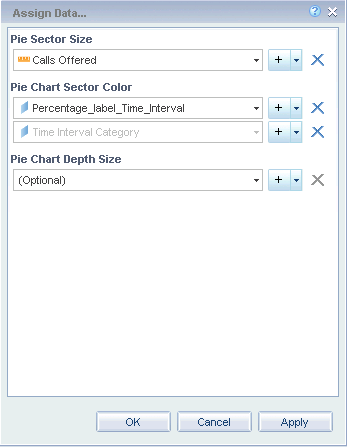 Assign Data...
Pie Sector Size
Calls Offered
Pie Chart Sector Color
Percentage_label_Time_Interval
Time Interval Category
Pie Chart Depth Size
(Optional)
OK Cancel Apply